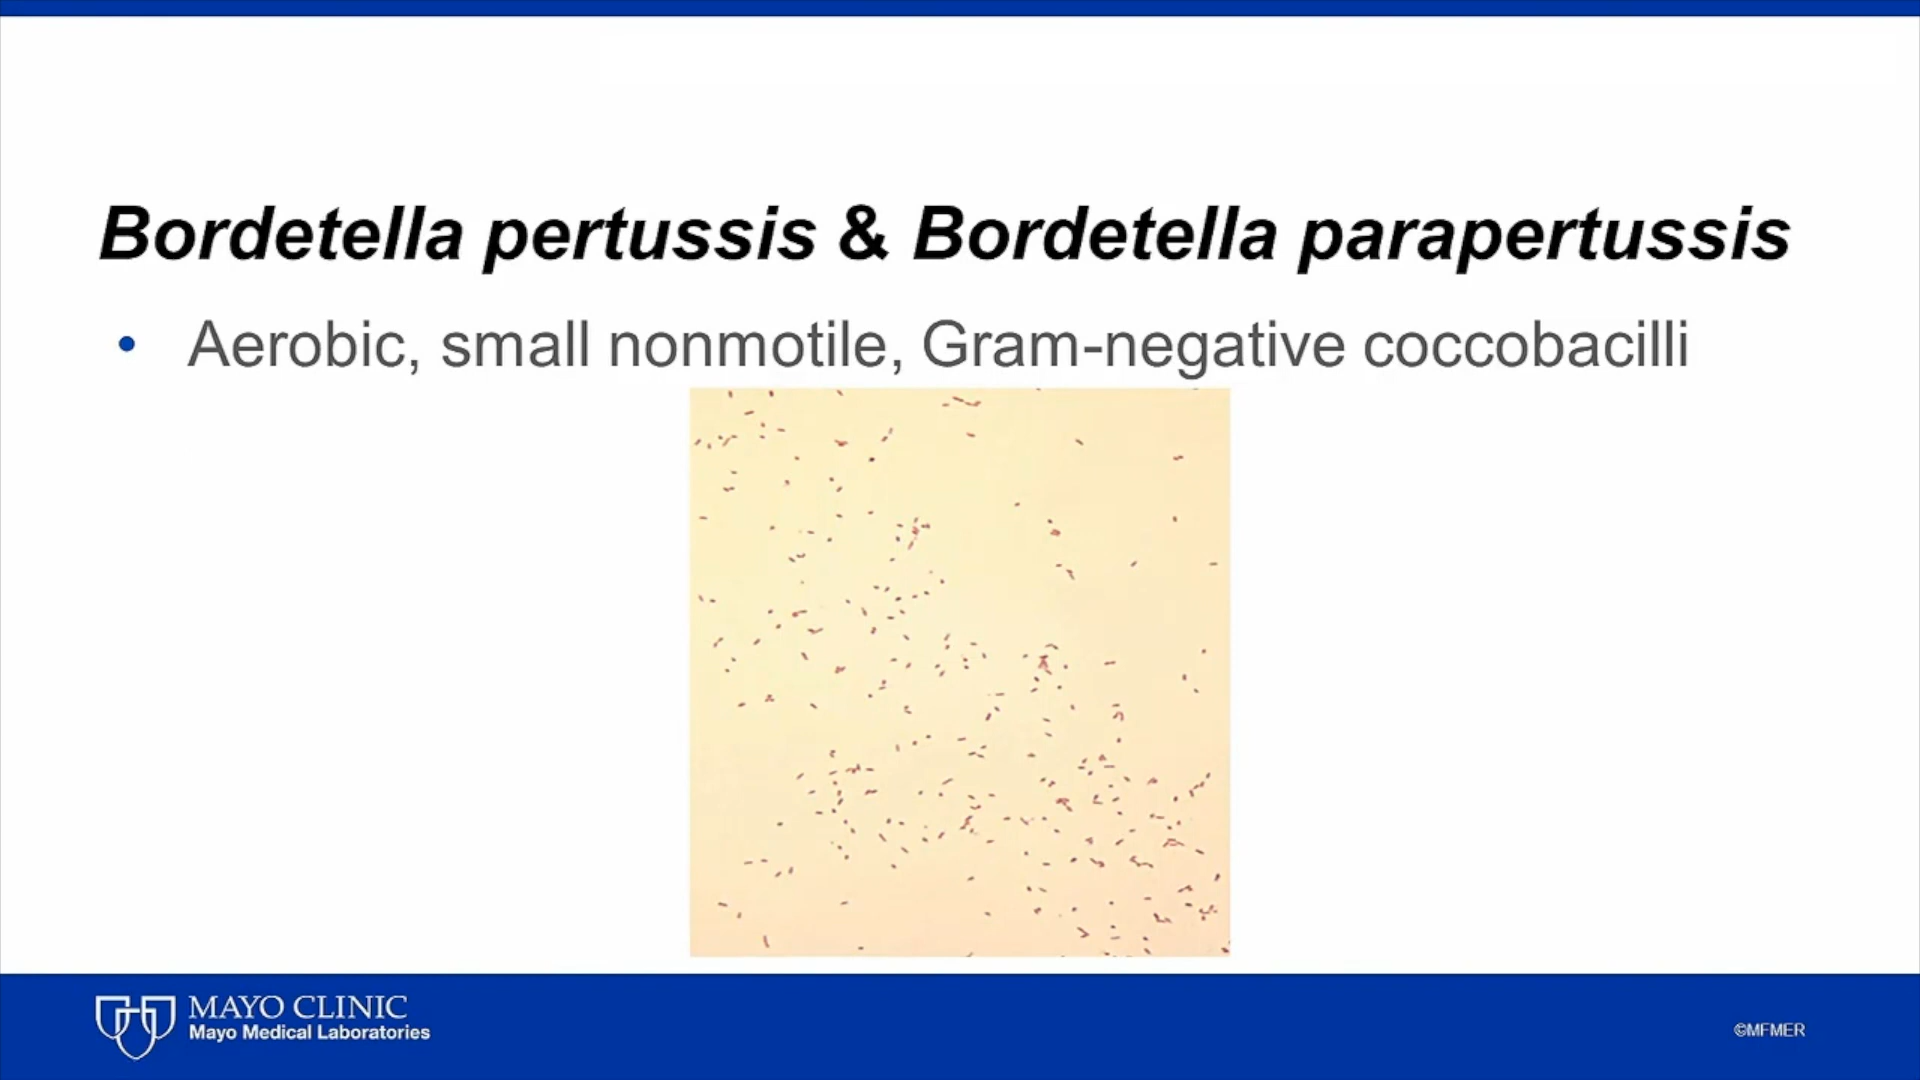 Bordetella pertussis & Bordetella parapertussis
• Aerobic, small nonmotile, Gram-negative coccobacilli
MAYO CLINIC
Mayo Medical Laboratories
©MFMER